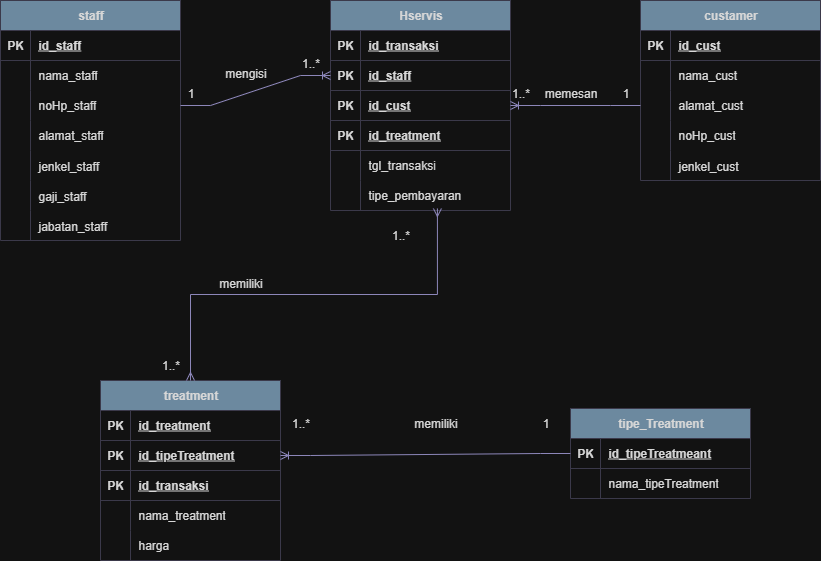 staff
PK id_staff
nama_staff
noHp_staff
alamat_staff
jenkel_staff
gaji_staff
jabatan_staff
mengisi
1
1..*
Hservis
PK id_transaksi
PK id_staff
PK id_cust
PK id_treatment
tgl_transaksi
tipe_pembayaran
1..*
memesan
1
custamer
PK id_cust
nama_cust
alamat_cust
noHp_cust
jenkel_cust
1..*
memiliki
1..*
treatment
PK id_treatment
PK id_tipeTreatment
PK id_transaksi
nama_treatment
harga
1..*
memiliki
1
tipe_Treatment
PK id_tipeTreatmeant
nama_tipeTreatment